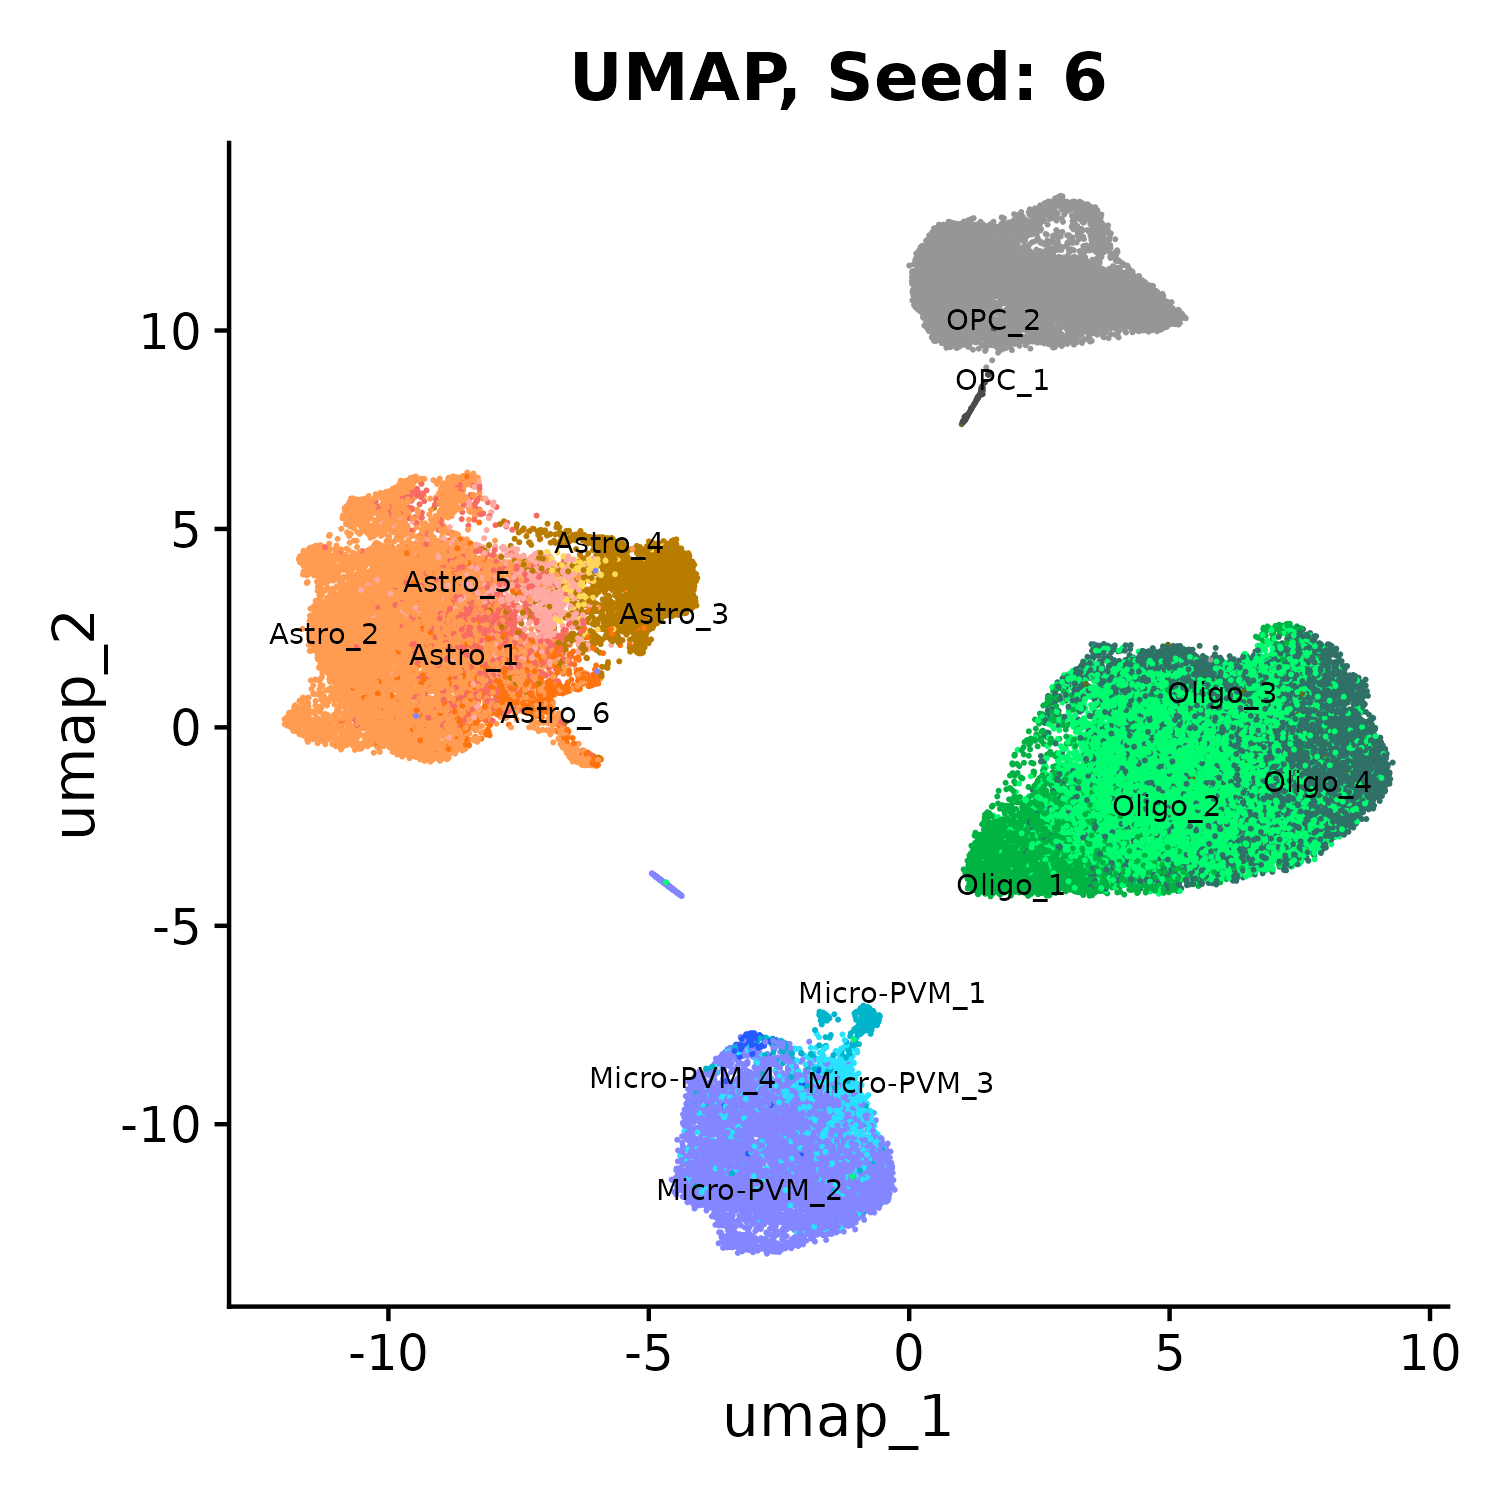 UMAP, Seed: 6
umap_2
10
5
0
-5
-10
OPC_2
OPC_1
Astro_4
Astro_5
Astro_3
Astro_2
Astro_1
Astro_6
Oligo_3
Oligo_4
Oligo_2
Oligo_1
Micro-PVM_1
Micro-PVM_4
Micro-PVM_3
Micro-PVM_2
-10
-5
0
5
10
umap_1